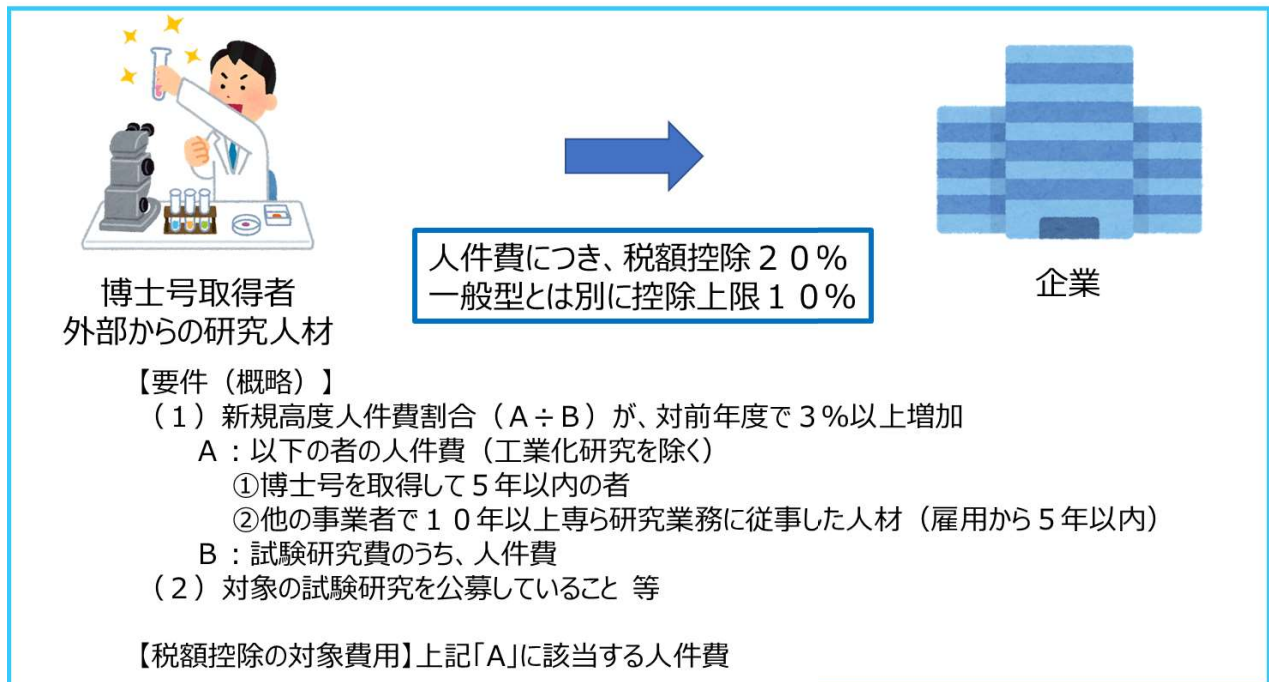 博士号取得者
外部からの研究人材
人件費につき、税額控除２０％
一般型とは別に控除上限１０％
企業
【要件（概略）】
（１）新規高度人件費割合（Ａ÷Ｂ）が、対前年度で３％以上増加
Ａ：以下の者の人件費（工業化研究を除く）
①博士号を取得して５年以内の者
②他の事業者で１０年以上専ら研究業務に従事した人材（雇用から５年以内）
Ｂ：試験研究費のうち、人件費
（２）対象の試験研究を公募していること 等
【税額控除の対象費用】上記「Ａ」に該当する人件費